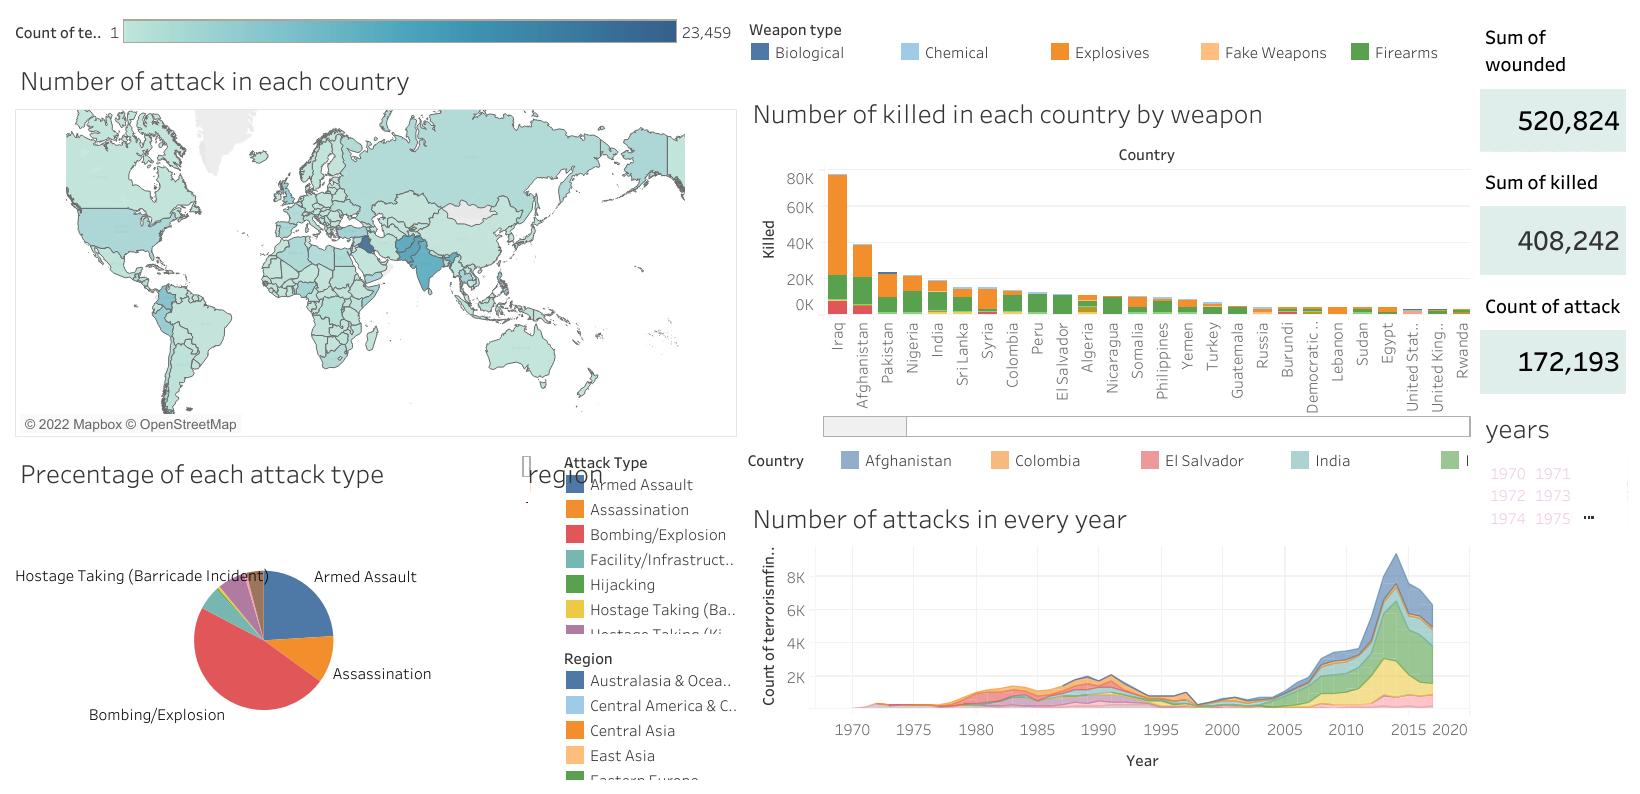 Count of te..
1
23,459
Number of attack in each country
© 2022 Mapbox © OpenStreetMap
Weapon type
Biological
Chemical
Explosives
Fake Weapons
Firearms
Number of killed in each country by weapon
Country
Killed
80K
60K
40K
20K
0K
Iraq
Afghanistan
Pakistan
Nigeria
India
Sri Lanka
Syria
Colombia
Peru
El Salvador
Algeria
Nicaragua
Somalia
Philippines
Yemen
Turkey
Guatemala
Russia
Burundi
Democratic ..
Lebanon
Sudan
Egypt
United Stat..
United King..
Rwanda
Sum of
wounded
520,824
Sum of killed
408,242
Count of attack
172,193
years
1970 1971
1972 1973
1974 1975
Precentage of each attack type
Hostage Taking (Barricade Incident)
Armed Assault
Assassination
Bombing/Explosion
region
Attack Type
Armed Assault
Assassination
Bombing/Explosion
Facility/Infrastruct..
Hijacking
Hostage Taking (Ba..
Hostage Taking (Ki..
Region
Australasia & Ocea..
Central America & C..
Central Asia
East Asia
Eastern Europe
Country
Afghanistan
Colombia
El Salvador
India
I
Number of attacks in every year
Count of terrorismfin..
8K
6K
4K
2K
1970
1975
1980
1985
1990
1995
2000
2005
2010
2015
2020
Year